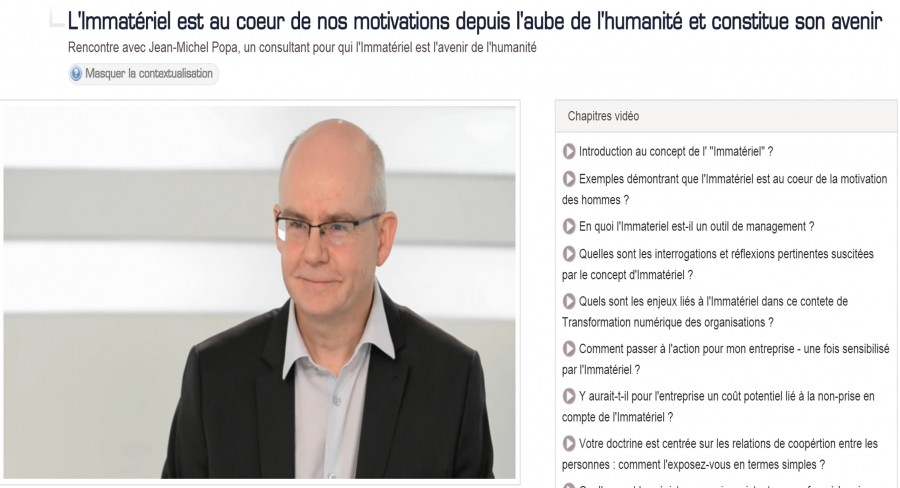 L'Immatériel est au coeur de nos motivations depuis l'aube de l'humanité et constitue son avenir
Rencontre avec Jean-Michel Popa, un consultant pour qui l'Immatériel est l'avenir de l'humanité
Masquer la contextualisation
Chapitres vidéo
Introduction au concept de l' "Immatériel" ?
Exemples démontrant que l'Immatériel est au coeur de la motivation
des hommes ?
En quoi l'Immateriel est-il un outil de management ?
Quelles sont les interrogations et réflexions pertinentes suscitées
par le concept d'Immatériel ?
Quels sont les enjeux liés à l'Immatériel dans ce contete de
Transformation numérique des organisations ?
Comment passer à l'action pour mon entreprise - une fois sensibilisé
par l'Immatériel ?
Y aurait-t-il pour l'entreprise un coût potentiel lié à la non-prise en
compte de l'Immatériel ?
Votre doctrine est centrée sur les relations de coopértion entre les
personnes : comment l'exposez-vous en termes simples ?